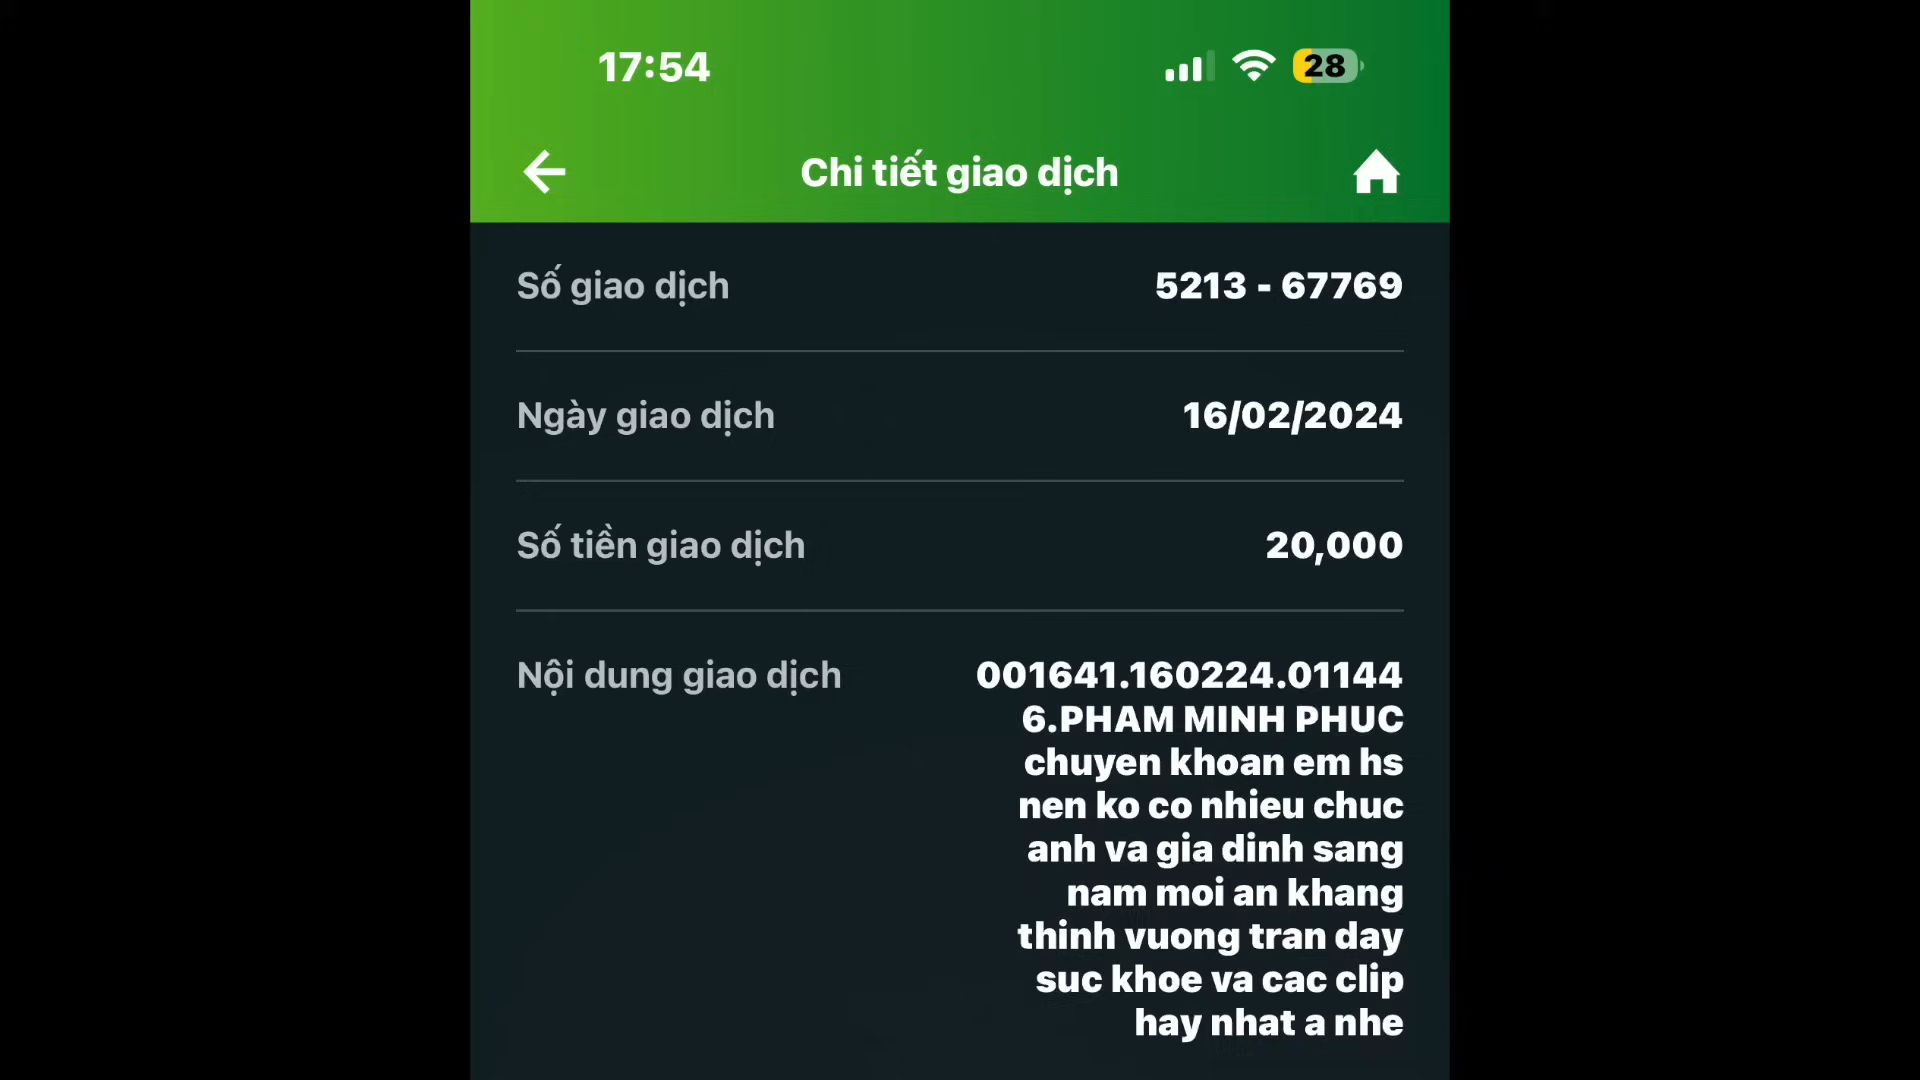 17:54
28
Chi tiết giao dịch
Số giao dịch 5213 - 67769
Ngày giao dịch 16/02/2024
Số tiền giao dịch 20,000
Nội dung giao dịch 001641.160224.01144
6.PHAM MINH PHUC
chuyen khoan em hs
nen ko co nhieu chuc
anh va gia dinh sang
nam moi an khang
thinh vuong tran day
suc khoe va cac clip
hay nhat a nhe